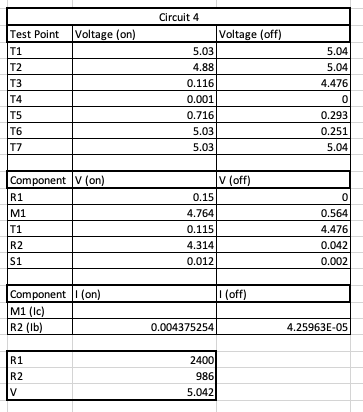 Circuit 4
Test Point Voltage (on) Voltage (off)
T1 5.03 5.04
T2 4.88 5.04
T3 0.116 4.476
T4 0.001 0
T5 0.716 0.293
T6 5.03 0.251
T7 5.03 5.04
Component V (on) V (off)
R1 0.15 0
M1 4.764 0.564
T1 0.115 4.476
R2 4.314 0.042
S1 0.012 0.002
Component I (on) I (off)
M1 (Ic)
R2 (Ib) 0.004375254 4.25963E-05
R1 2400
R2 986
V 5.042